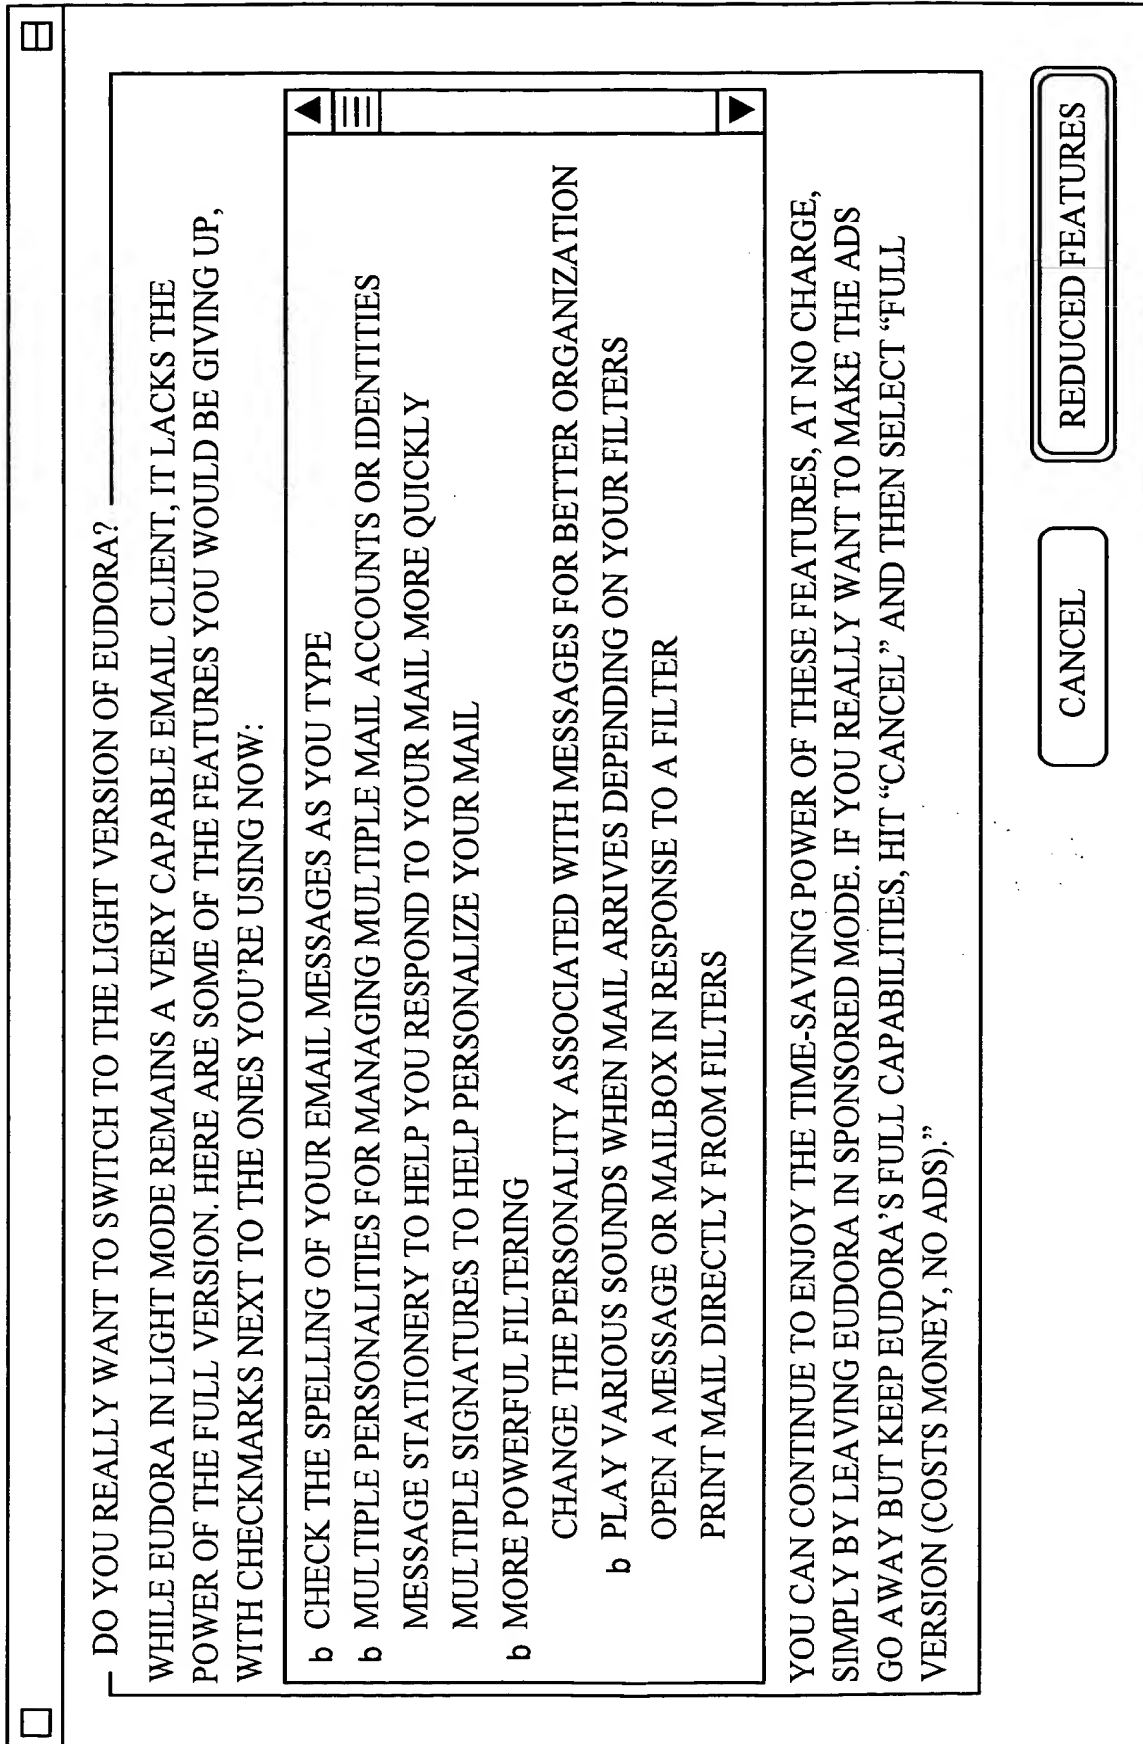 DO YOU REALLY WANT TO SWITCH TO THE LIGHT VERSION OF EUDORA?
WHILE EUDORA IN LIGHT MODE REMAINS A VERY CAPABLE EMAIL CLIENT, IT LACKS THE
POWER OF THE FULL VERSION. HERE ARE SOME OF THE FEATURES YOU WOULD BE GIVING UP,
WITH CHECKMARKS NEXT TO THE ONES YOU'RE USING NOW:
b CHECK THE SPELLING OF YOUR EMAIL MESSAGES AS YOU TYPE
b MULTIPLE PERSONALITIES FOR MANAGING MULTIPLE MAIL ACCOUNTS OR IDENTITIES
MESSAGE STATIONERY TO HELP YOU RESPOND TO YOUR MAIL MORE QUICKLY
MULTIPLE SIGNATURES TO HELP PERSONALIZE YOUR MAIL
b MORE POWERFUL FILTERING
CHANGE THE PERSONALITY ASSOCIATED WITH MESSAGES FOR BETTER ORGANIZATION
b PLAY VARIOUS SOUNDS WHEN MAIL ARRIVES DEPENDING ON YOUR FILTERS
OPEN A MESSAGE OR MAILBOX IN RESPONSE TO A FILTER
PRINT MAIL DIRECTLY FROM FILTERS
YOU CAN CONTINUE TO ENJOY THE TIME-SAVING POWER OF THESE FEATURES, AT NO CHARGE,
SIMPLY BY LEAVING EUDORA IN SPONSORED MODE. IF YOU REALLY WANT TO MAKE THE ADS
GO AWAY BUT KEEP EUDORA'S FULL CAPABILITIES, HIT “CANCEL” AND THEN SELECT “FULL
VERSION (COSTS MONEY, NO ADS).”
CANCEL
REDUCED FEATURES